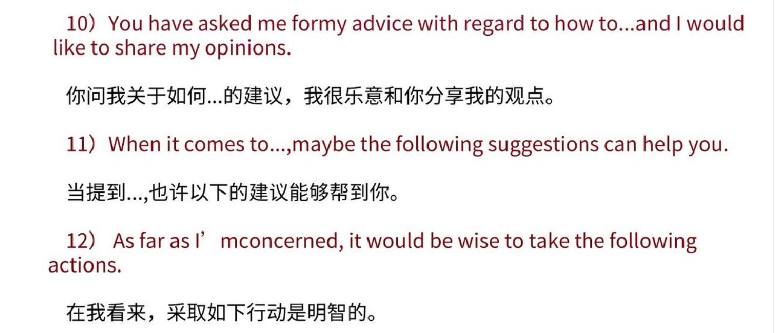 10）You have asked me formy advice with regard to how to...and I would
like to share my opinions.
你问我关于如何...的建议，我很乐意和你分享我的观点。
11）When it comes to...,maybe the following suggestions can help you.
当提到...,也许以下的建议能够帮到你。
12） As far as I’mconcerned, it would be wise to take the following
actions.
在我看来，采取如下行动是明智的。